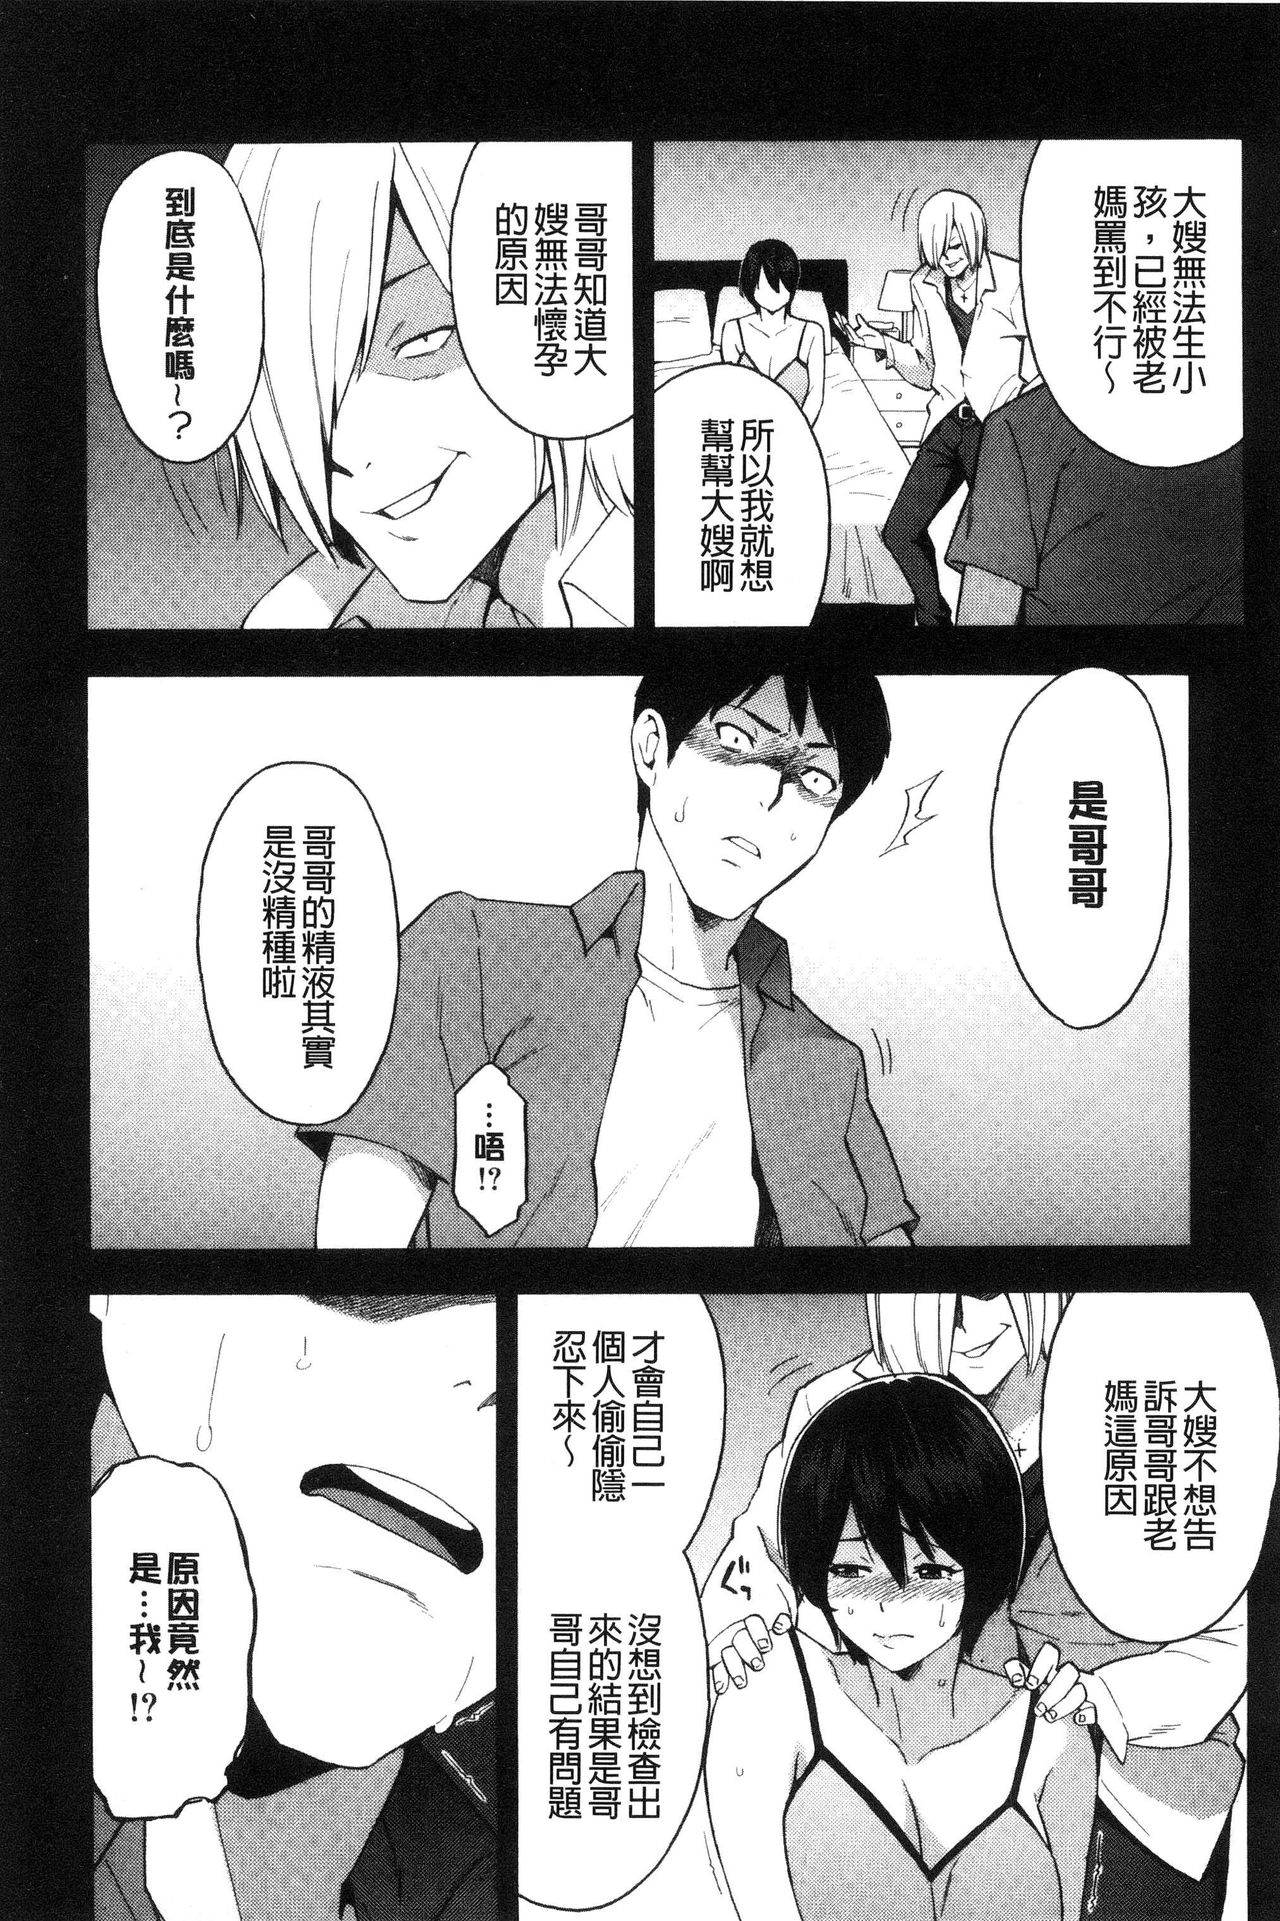 大嫂無法生小
孩，已經被老
媽罵到不行～
所以我就想
幫幫大嫂啊
哥哥知道大
嫂無法懷孕
的原因
到底是什麼嗎～？
是哥哥
哥哥的精液其實
是沒精種啦
…唔!?
大嫂不想告
訴哥哥跟老
媽這原因
才會自己一
個人偷偷隱
忍下來～
沒想到檢查出
來的結果是哥
哥自己有問題
ぐっ
原因竟然
是…我～!?